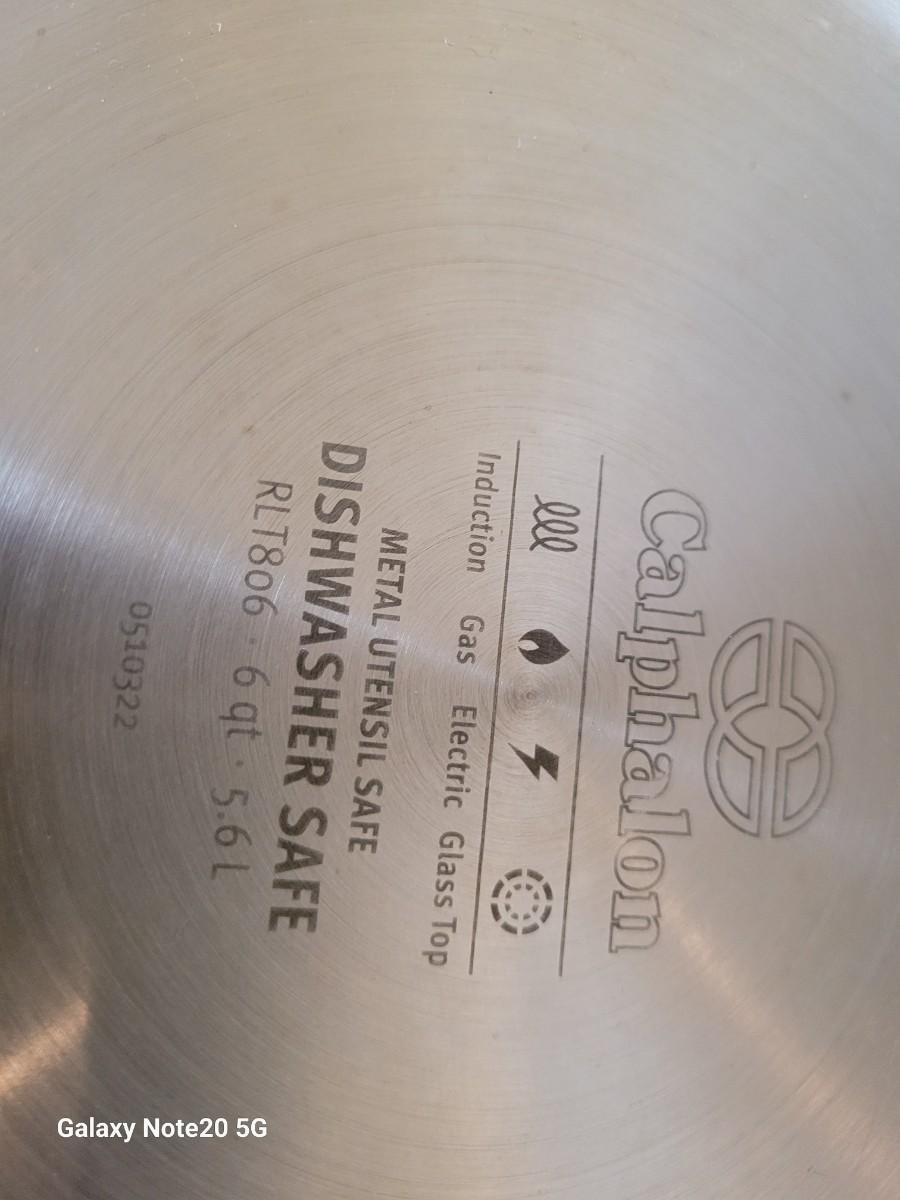 Calphalon
Induction Gas Electric Glass Top
METAL UTENSIL SAFE
DISHWASHER SAFE
RLT806 · 6 qt · 5.6 l
0510322
Galaxy Note20 5G